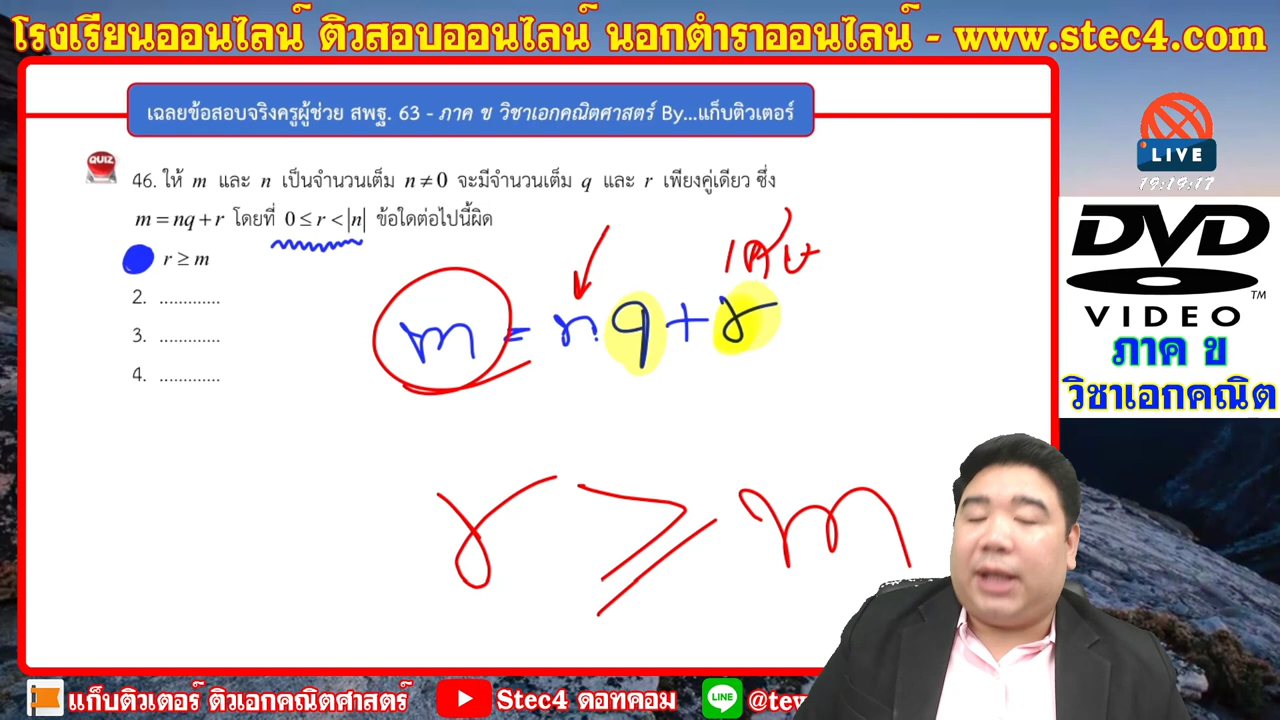 โรงเรียนออนไลน์ ติวสอบออนไลน์ นอกตำราออนไลน์ - www.stec4.com
เฉลยข้อสอบจริงครูผู้ช่วย สพฐ. 63 - ภาค ข วิชาเอกคณิตศาสตร์ By...แก็บติวเตอร์
QUIZ
46. ให้ m และ n เป็นจำนวนเต็ม n ≠ 0 จะมีจำนวนเต็ม q และ r เพียงคู่เดียว ซึ่ง
m = nq + r โดยที่ 0 ≤ r < |n| ข้อใดต่อไปนี้ผิด
r ≥ m
2. ............
3. ............
4. ............
เศษ
m = n q + r
r ≥ m
LIVE
19:19:17
DVD
VIDEO™
ภาค ข
วิชาเอกคณิต
แก็บติวเตอร์ ติวเอกคณิตศาสตร์
Stec4 ดอทคอม
LINE